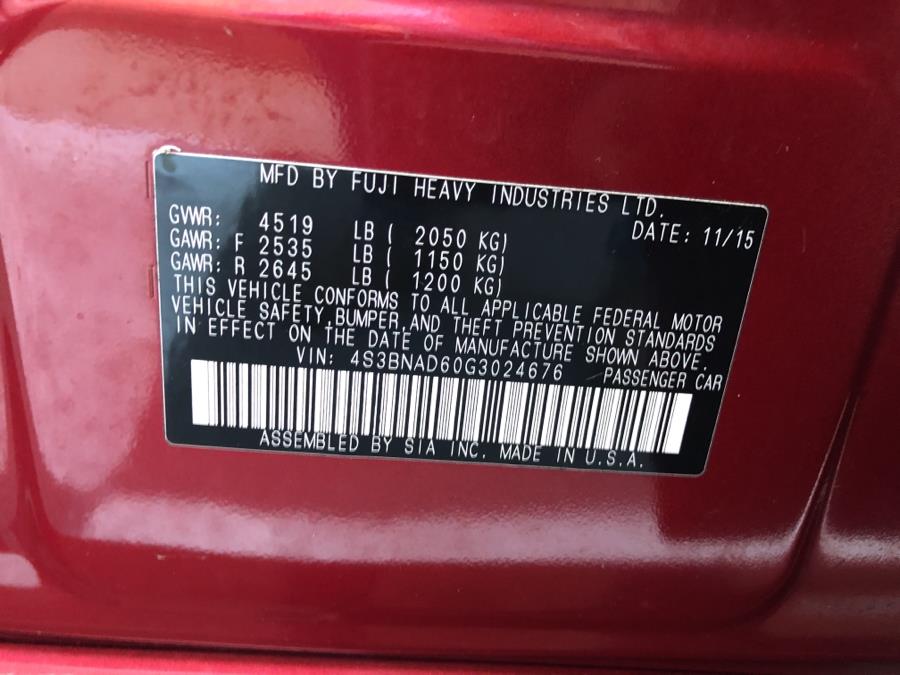 MFD BY FUJI HEAVY INDUSTRIES LTD.
GVWR: 4519 LB ( 2050 KG) DATE: 11/15
GAWR: F 2535 LB ( 1150 KG)
GAWR: R 2645 LB ( 1200 KG)
THIS VEHICLE CONFORMS TO ALL APPLICABLE FEDERAL MOTOR
VEHICLE SAFETY,BUMPER,AND THEFT PREVENTION STANDARDS
IN EFFECT ON THE DATE OF MANUFACTURE SHOWN ABOVE.
VIN: 4S3BNAD60G3024676 PASSENGER CAR
ASSEMBLED BY SIA INC. MADE IN U.S.A.